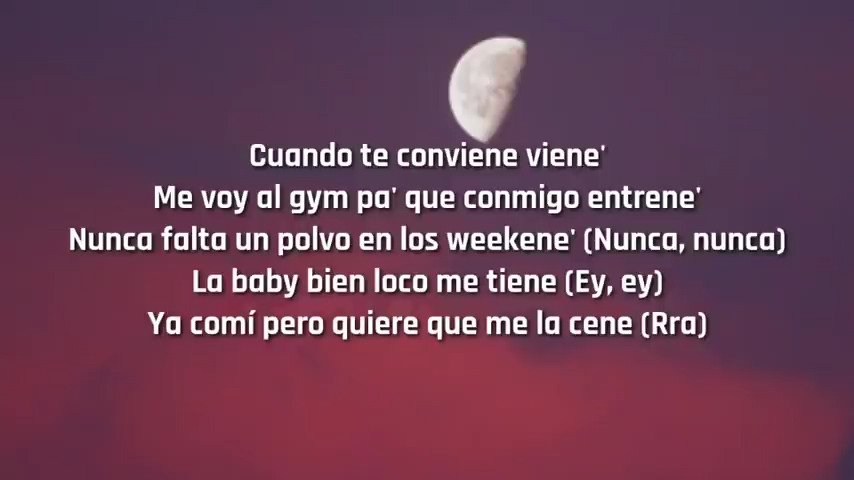 Cuando te conviene viene'
Me voy al gym pa' que conmigo entrene'
Nunca falta un polvo en los weekene' (Nunca, nunca)
La baby bien loco me tiene (Ey, ey)
Ya comí pero quiere que me la cene (Rra)